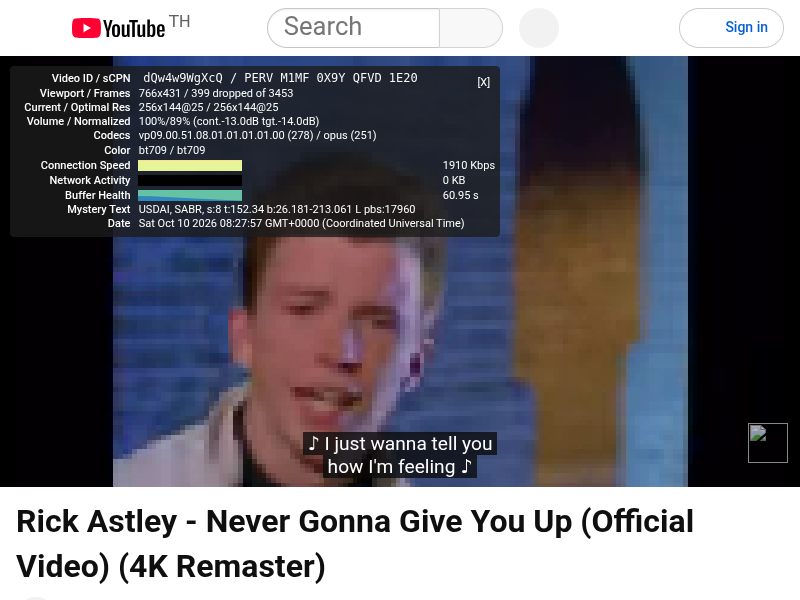 YouTube TH
Search
Sign in
Video ID / sCPN dQw4w9WgXcQ / PERV M1MF 0X9Y QFVD 1E20
[X]
Viewport / Frames 766x431 / 399 dropped of 3453
Current / Optimal Res 256x144@25 / 256x144@25
Volume / Normalized 100%/89% (cont.-13.0dB tgt.-14.0dB)
Codecs vp09.00.51.08.01.01.01.01.00 (278) / opus (251)
Color bt709 / bt709
Connection Speed 1910 Kbps
Network Activity 0 KB
Buffer Health 60.95 s
Mystery Text USDAI, SABR, s:8 t:152.34 b:26.181-213.061 L pbs:17960
Date Sat Oct 10 2026 08:27:57 GMT+0000 (Coordinated Universal Time)
♪ I just wanna tell you
how I'm feeling ♪
Rick Astley - Never Gonna Give You Up (Official
Video) (4K Remaster)